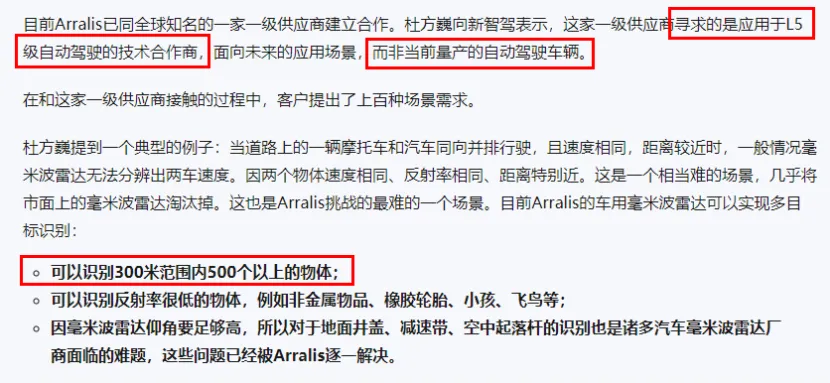 目前Arralis已同全球知名的一家一级供应商建立合作。杜方巍向新智驾表示，这家一级供应商寻求的是应用于L5
级自动驾驶的技术合作商，面向未来的应用场景，而非当前量产的自动驾驶车辆。
在和这家一级供应商接触的过程中，客户提出了上百种场景需求。
杜方巍提到一个典型的例子：当道路上的一辆摩托车和汽车同向并排行驶，且速度相同，距离较近时，一般情况毫
米波雷达无法分辨出两车速度。因两个物体速度相同、反射率相同、距离特别近。这是一个相当难的场景，几乎将
市面上的毫米波雷达淘汰掉。这也是Arralis挑战的最难的一个场景。目前Arralis的车用毫米波雷达可以实现多目
标识别：
可以识别300米范围内500个以上的物体；
可以识别反射率很低的物体，例如非金属物品、橡胶轮胎、小孩、飞鸟等；
因毫米波雷达仰角要足够高，所以对于地面井盖、减速带、空中起落杆的识别也是诸多汽车毫米波雷达厂
商面临的难题，这些问题已经被Arralis逐一解决。